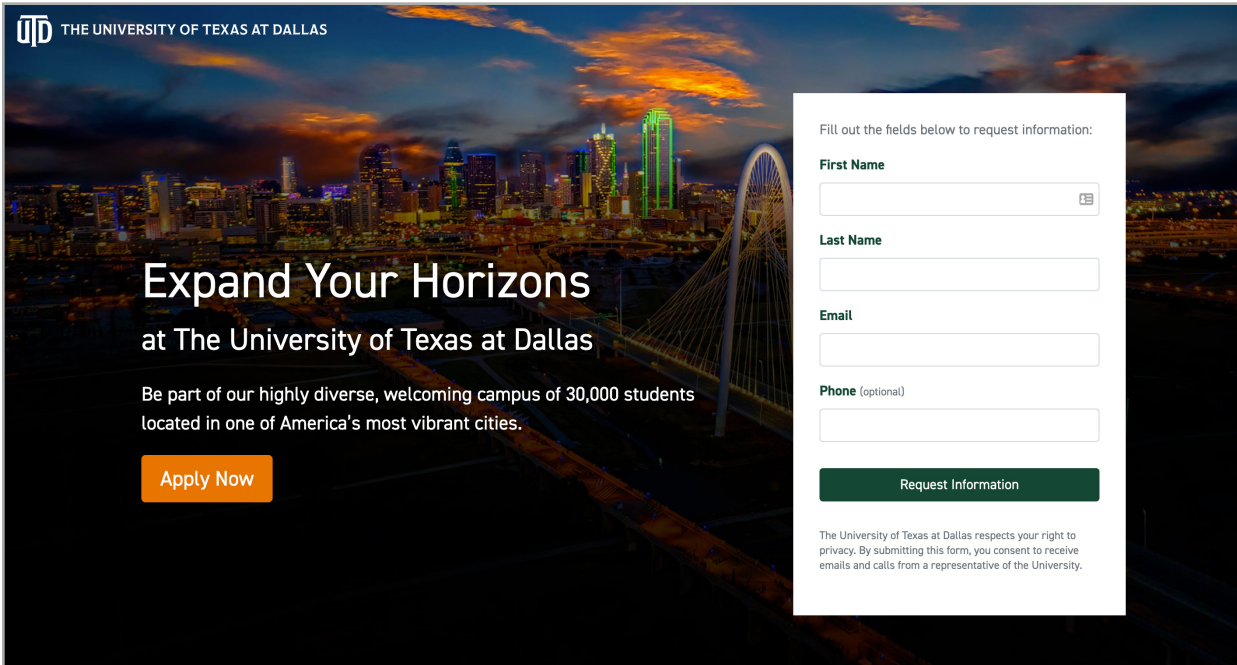 UTD THE UNIVERSITY OF TEXAS AT DALLAS
Expand Your Horizons
at The University of Texas at Dallas
Be part of our highly diverse, welcoming campus of 30,000 students
located in one of America's most vibrant cities.
Apply Now
Fill out the fields below to request information:
First Name
Last Name
Email
Phone (optional)
Request Information
The University of Texas at Dallas respects your right to
privacy. By submitting this form, you consent to receive
emails and calls from a representative of the University.